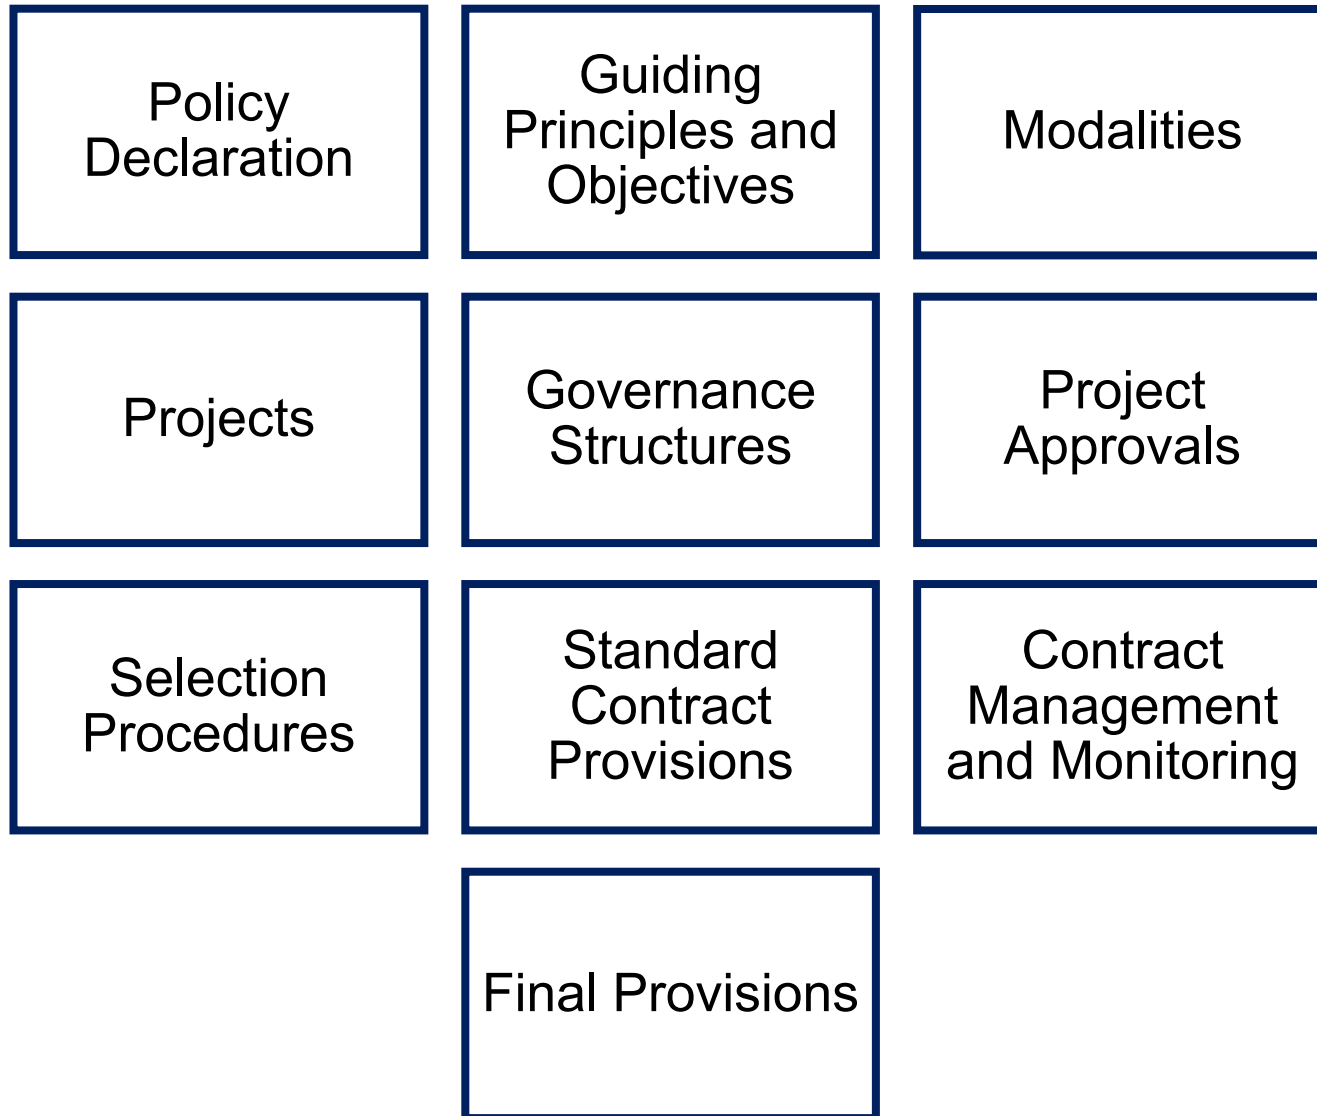 Policy
Declaration
Guiding
Principles and
Objectives
Modalities
Projects
Governance
Structures
Project
Approvals
Selection
Procedures
Standard
Contract
Provisions
Contract
Management
and Monitoring
Final Provisions